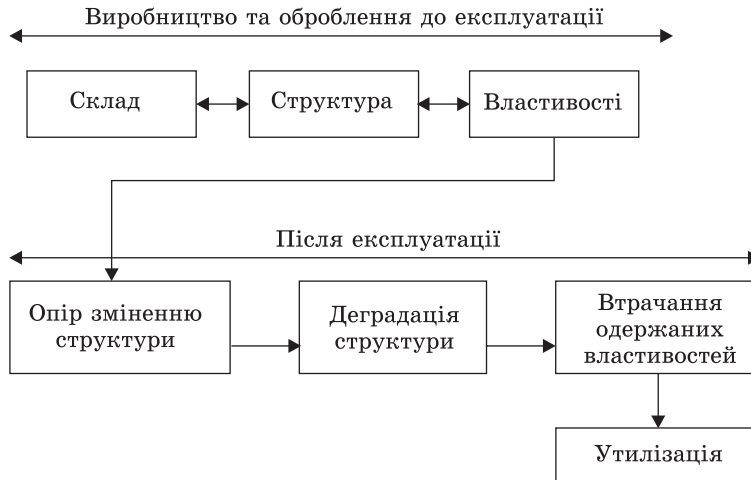 Виробництво та оброблення до експлуатації
Склад
Структура
Властивості
Після експлуатації
Опір зміненню
структури
Деградація
структури
Втрачання
одержаних
властивостей
Утилізація